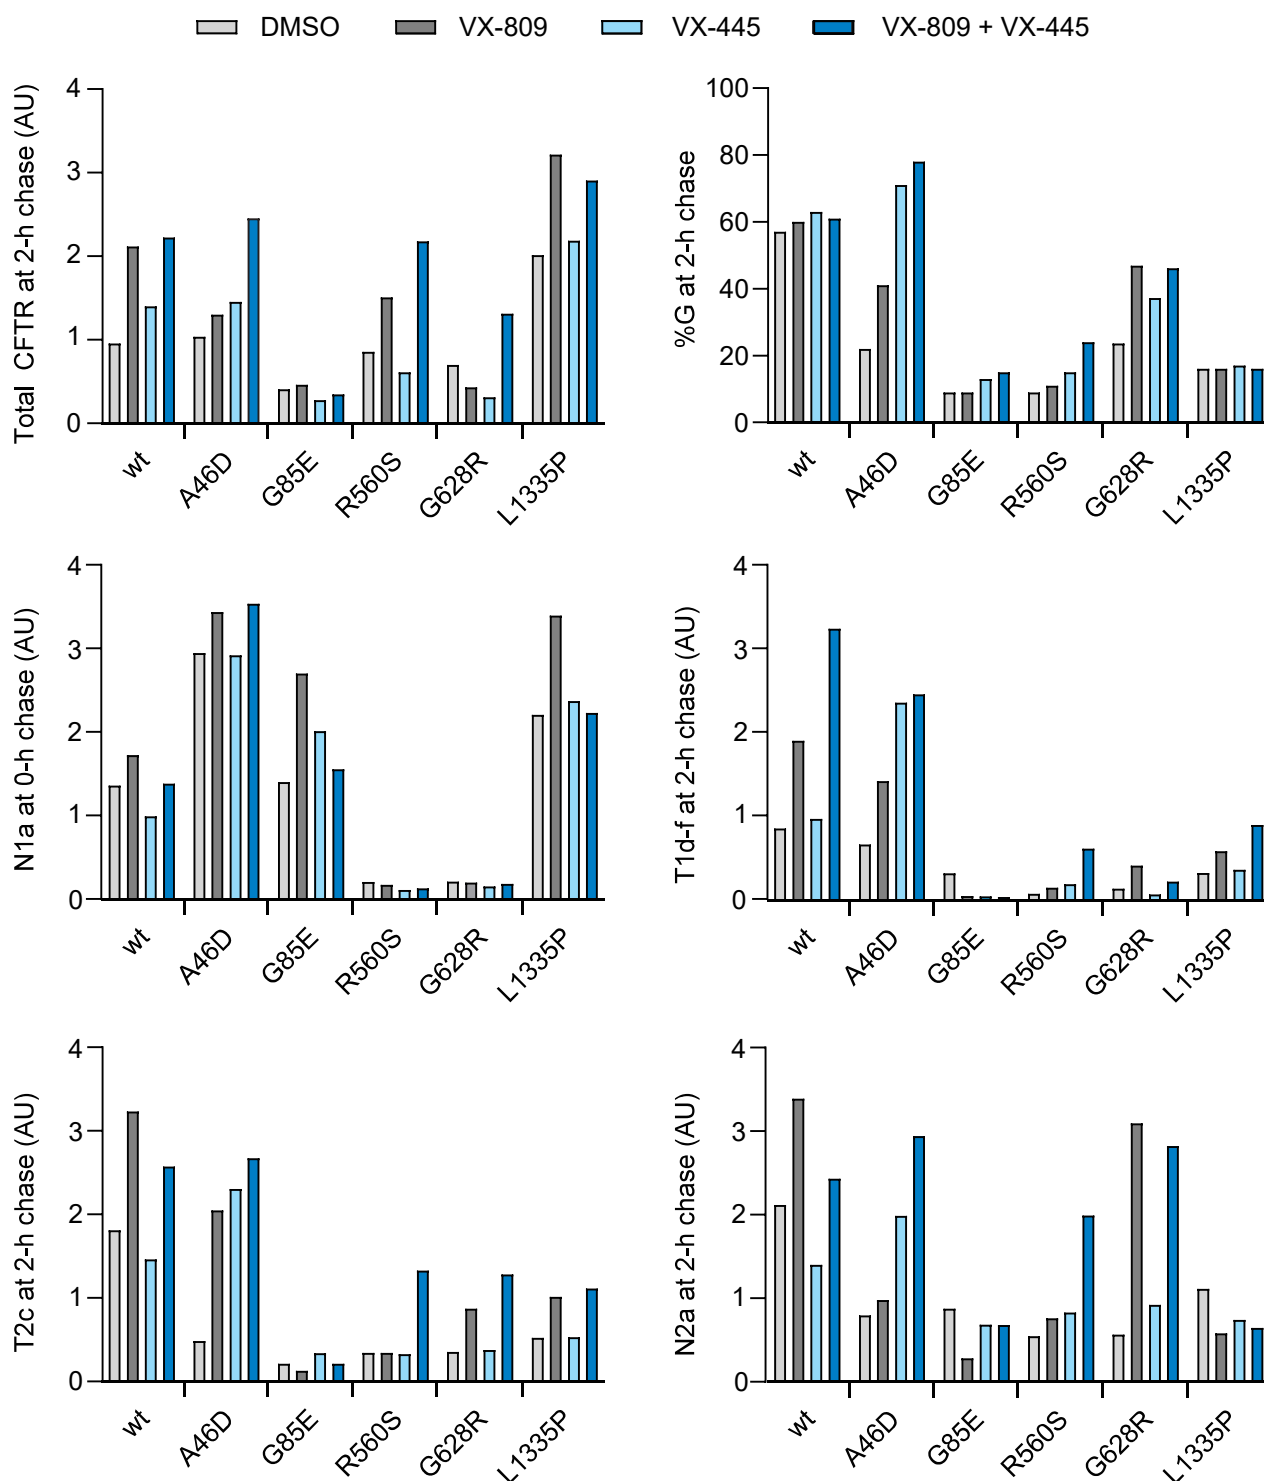 DMSO VX-809 VX-445 VX-809 + VX-445
Total CFTR at 2-h chase (AU)
4
3
2
1
0
wt A46D G85E R560S G628R L1335P
%G at 2-h chase
100
80
60
40
20
0
wt A46D G85E R560S G628R L1335P
N1a at 0-h chase (AU)
4
3
2
1
0
wt A46D G85E R560S G628R L1335P
T1d-f at 2-h chase (AU)
4
3
2
1
0
wt A46D G85E R560S G628R L1335P
T2c at 2-h chase (AU)
4
3
2
1
0
wt A46D G85E R560S G628R L1335P
N2a at 2-h chase (AU)
4
3
2
1
0
wt A46D G85E R560S G628R L1335P